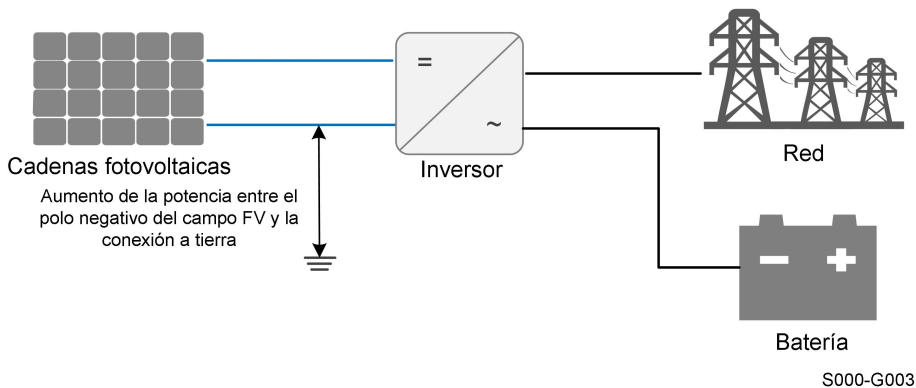 Cadenas fotovoltaicas
Aumento de la potencia entre el
polo negativo del campo FV y la
conexión a tierra
=
~
Inversor
Red
Batería
S000-G003